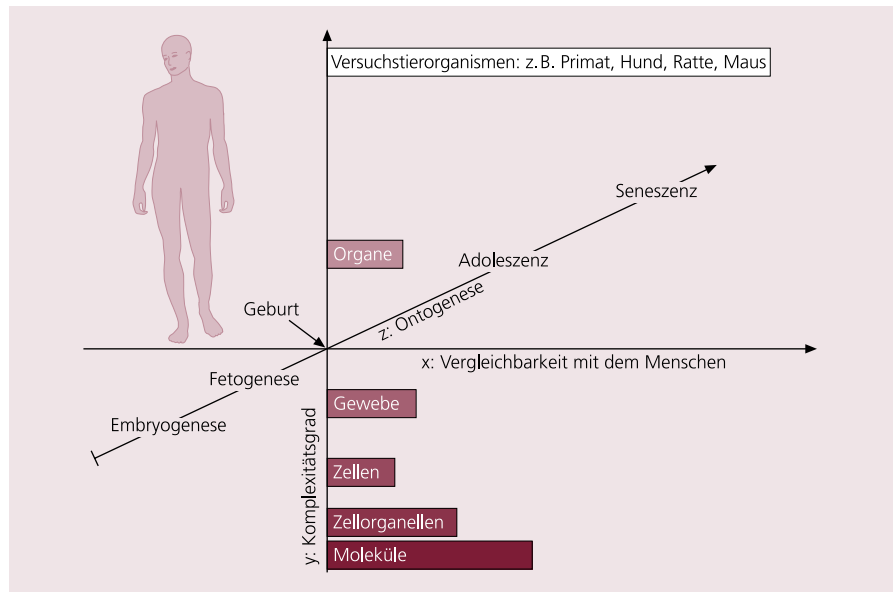 Versuchstierorganismen: z. B. Primat, Hund, Ratte, Maus
Seneszenz
Organe
Adoleszenz
z: Ontogenese
Geburt
x: Vergleichbarkeit mit dem Menschen
Fetogenese
Gewebe
Embryogenese
y: Komplexitätsgrad
Zellen
Zellorganellen
Moleküle